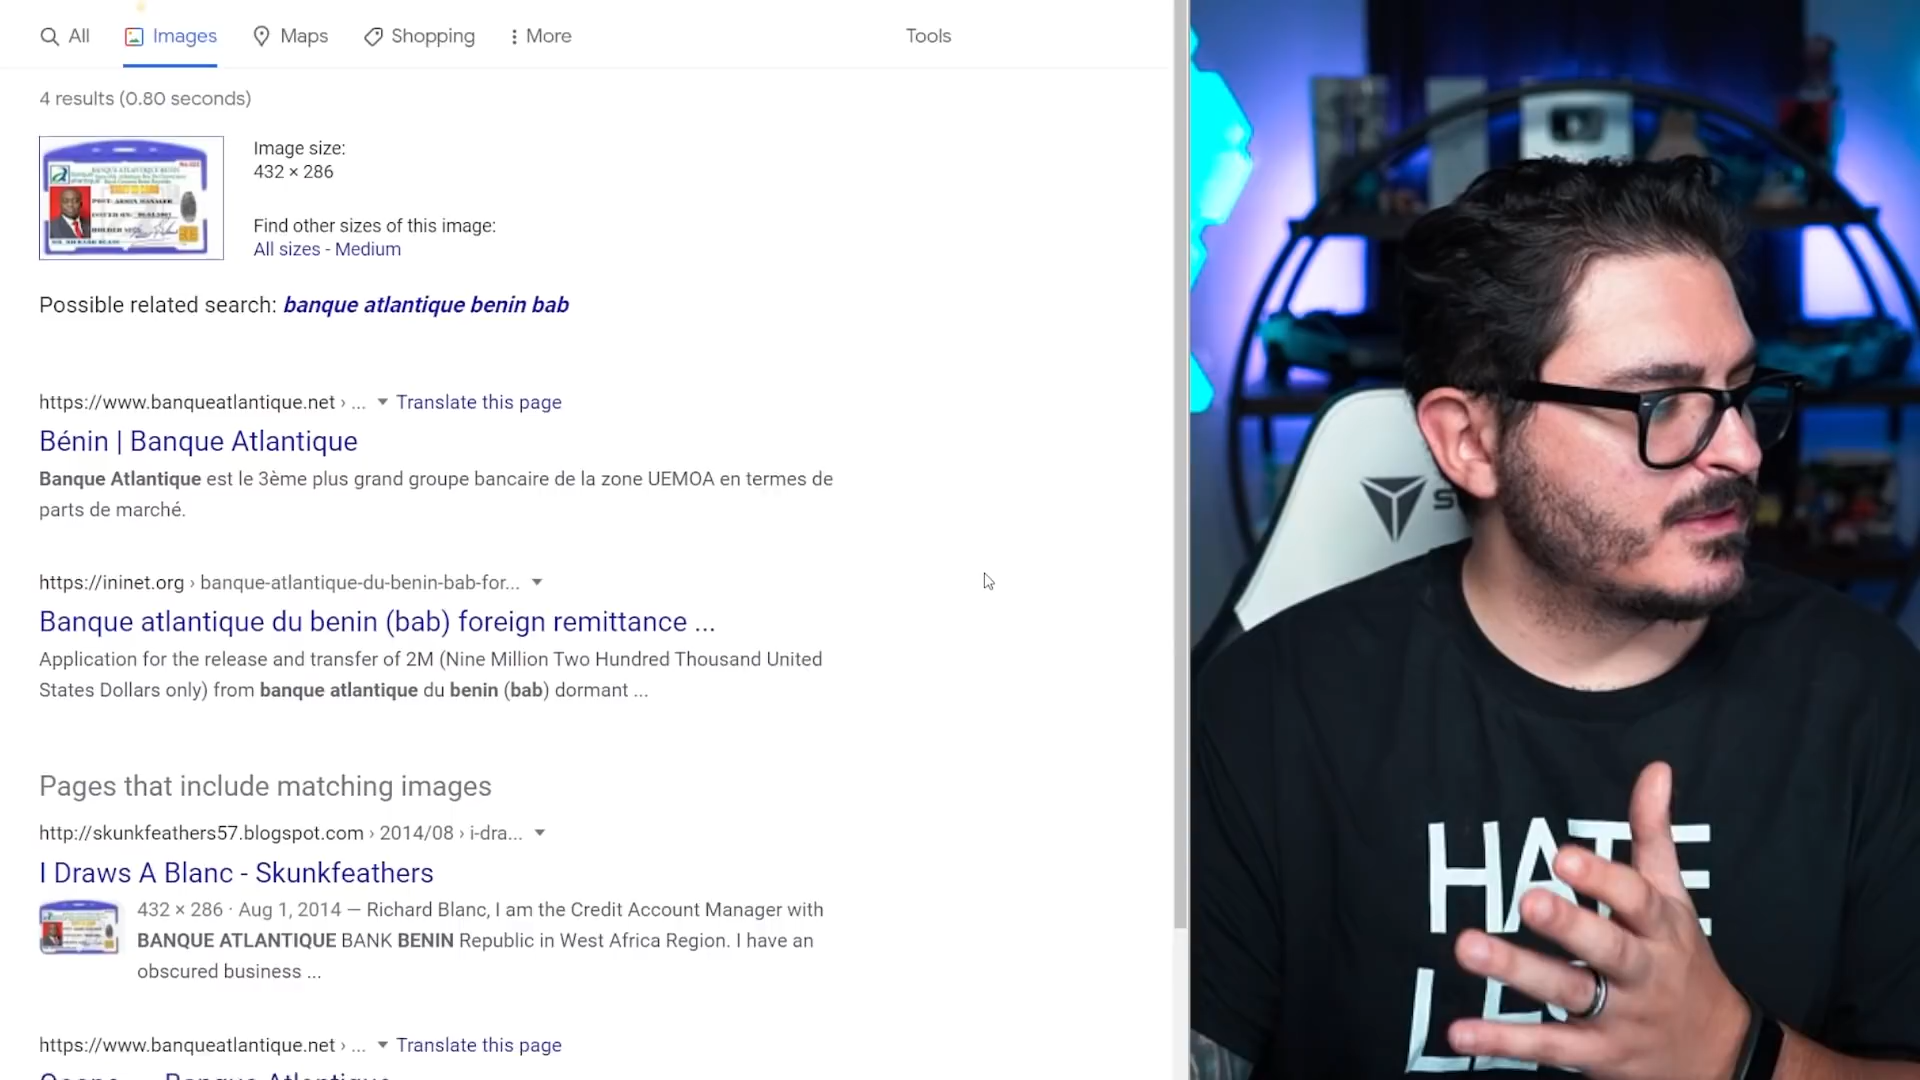 All Images Maps Shopping More Tools
4 results (0.80 seconds)
Image size:
432 × 286
Find other sizes of this image:
All sizes - Medium
Possible related search: banque atlantique benin bab
https://www.banqueatlantique.net › ... Translate this page
Bénin | Banque Atlantique
Banque Atlantique est le 3ème plus grand groupe bancaire de la zone UEMOA en termes de
parts de marché.
https://ininet.org › banque-atlantique-du-benin-bab-for...
Banque atlantique du benin (bab) foreign remittance ...
Application for the release and transfer of 2M (Nine Million Two Hundred Thousand United
States Dollars only) from banque atlantique du benin (bab) dormant ...
Pages that include matching images
http://skunkfeathers57.blogspot.com › 2014/08 › i-dra...
I Draws A Blanc - Skunkfeathers
432 × 286 · Aug 1, 2014 — Richard Blanc, I am the Credit Account Manager with
BANQUE ATLANTIQUE BANK BENIN Republic in West Africa Region. I have an
obscured business ...
https://www.banqueatlantique.net › ... Translate this page
HATE